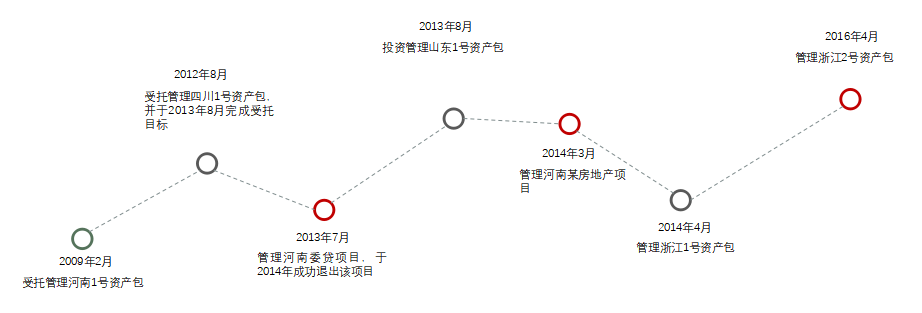 2009年2月
受托管理河南1号资产包
2012年8月
受托管理四川1号资产包，
并于2013年8月完成受托
目标
2013年7月
管理河南委贷项目，于
2014年成功退出该项目
2013年8月
投资管理山东1号资产包
2014年3月
管理河南某房地产项
目
2014年4月
管理浙江1号资产包
2016年4月
管理浙江2号资产包